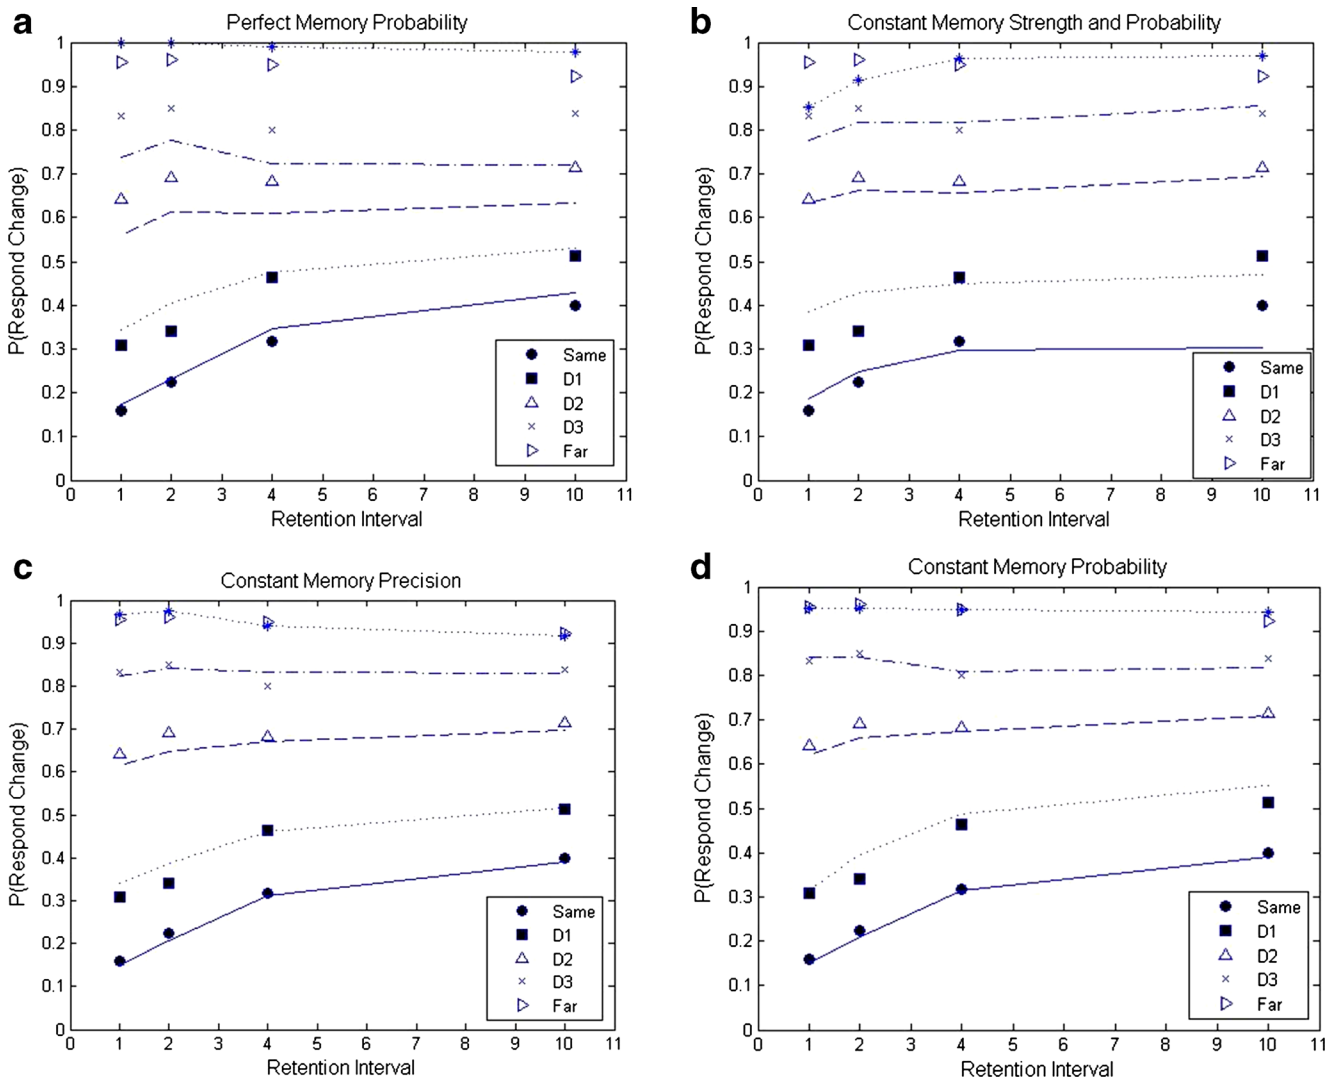 a
Perfect Memory Probability
P(Respond Change)
1
0.9
0.8
0.7
0.6
0.5
0.4
0.3
0.2
0.1
0
0 1 2 3 4 5 6 7 8 9 10 11
Retention Interval
Same
D1
D2
D3
Far
b
Constant Memory Strength and Probability
P(Respond Change)
1
0.9
0.8
0.7
0.6
0.5
0.4
0.3
0.2
0.1
0
0 1 2 3 4 5 6 7 8 9 10 11
Retention Interval
Same
D1
D2
D3
Far
c
Constant Memory Precision
P(Respond Change)
1
0.9
0.8
0.7
0.6
0.5
0.4
0.3
0.2
0.1
0
0 1 2 3 4 5 6 7 8 9 10 11
Retention Interval
Same
D1
D2
D3
Far
d
Constant Memory Probability
P(Respond Change)
1
0.9
0.8
0.7
0.6
0.5
0.4
0.3
0.2
0.1
0
0 1 2 3 4 5 6 7 8 9 10 11
Retention Interval
Same
D1
D2
D3
Far